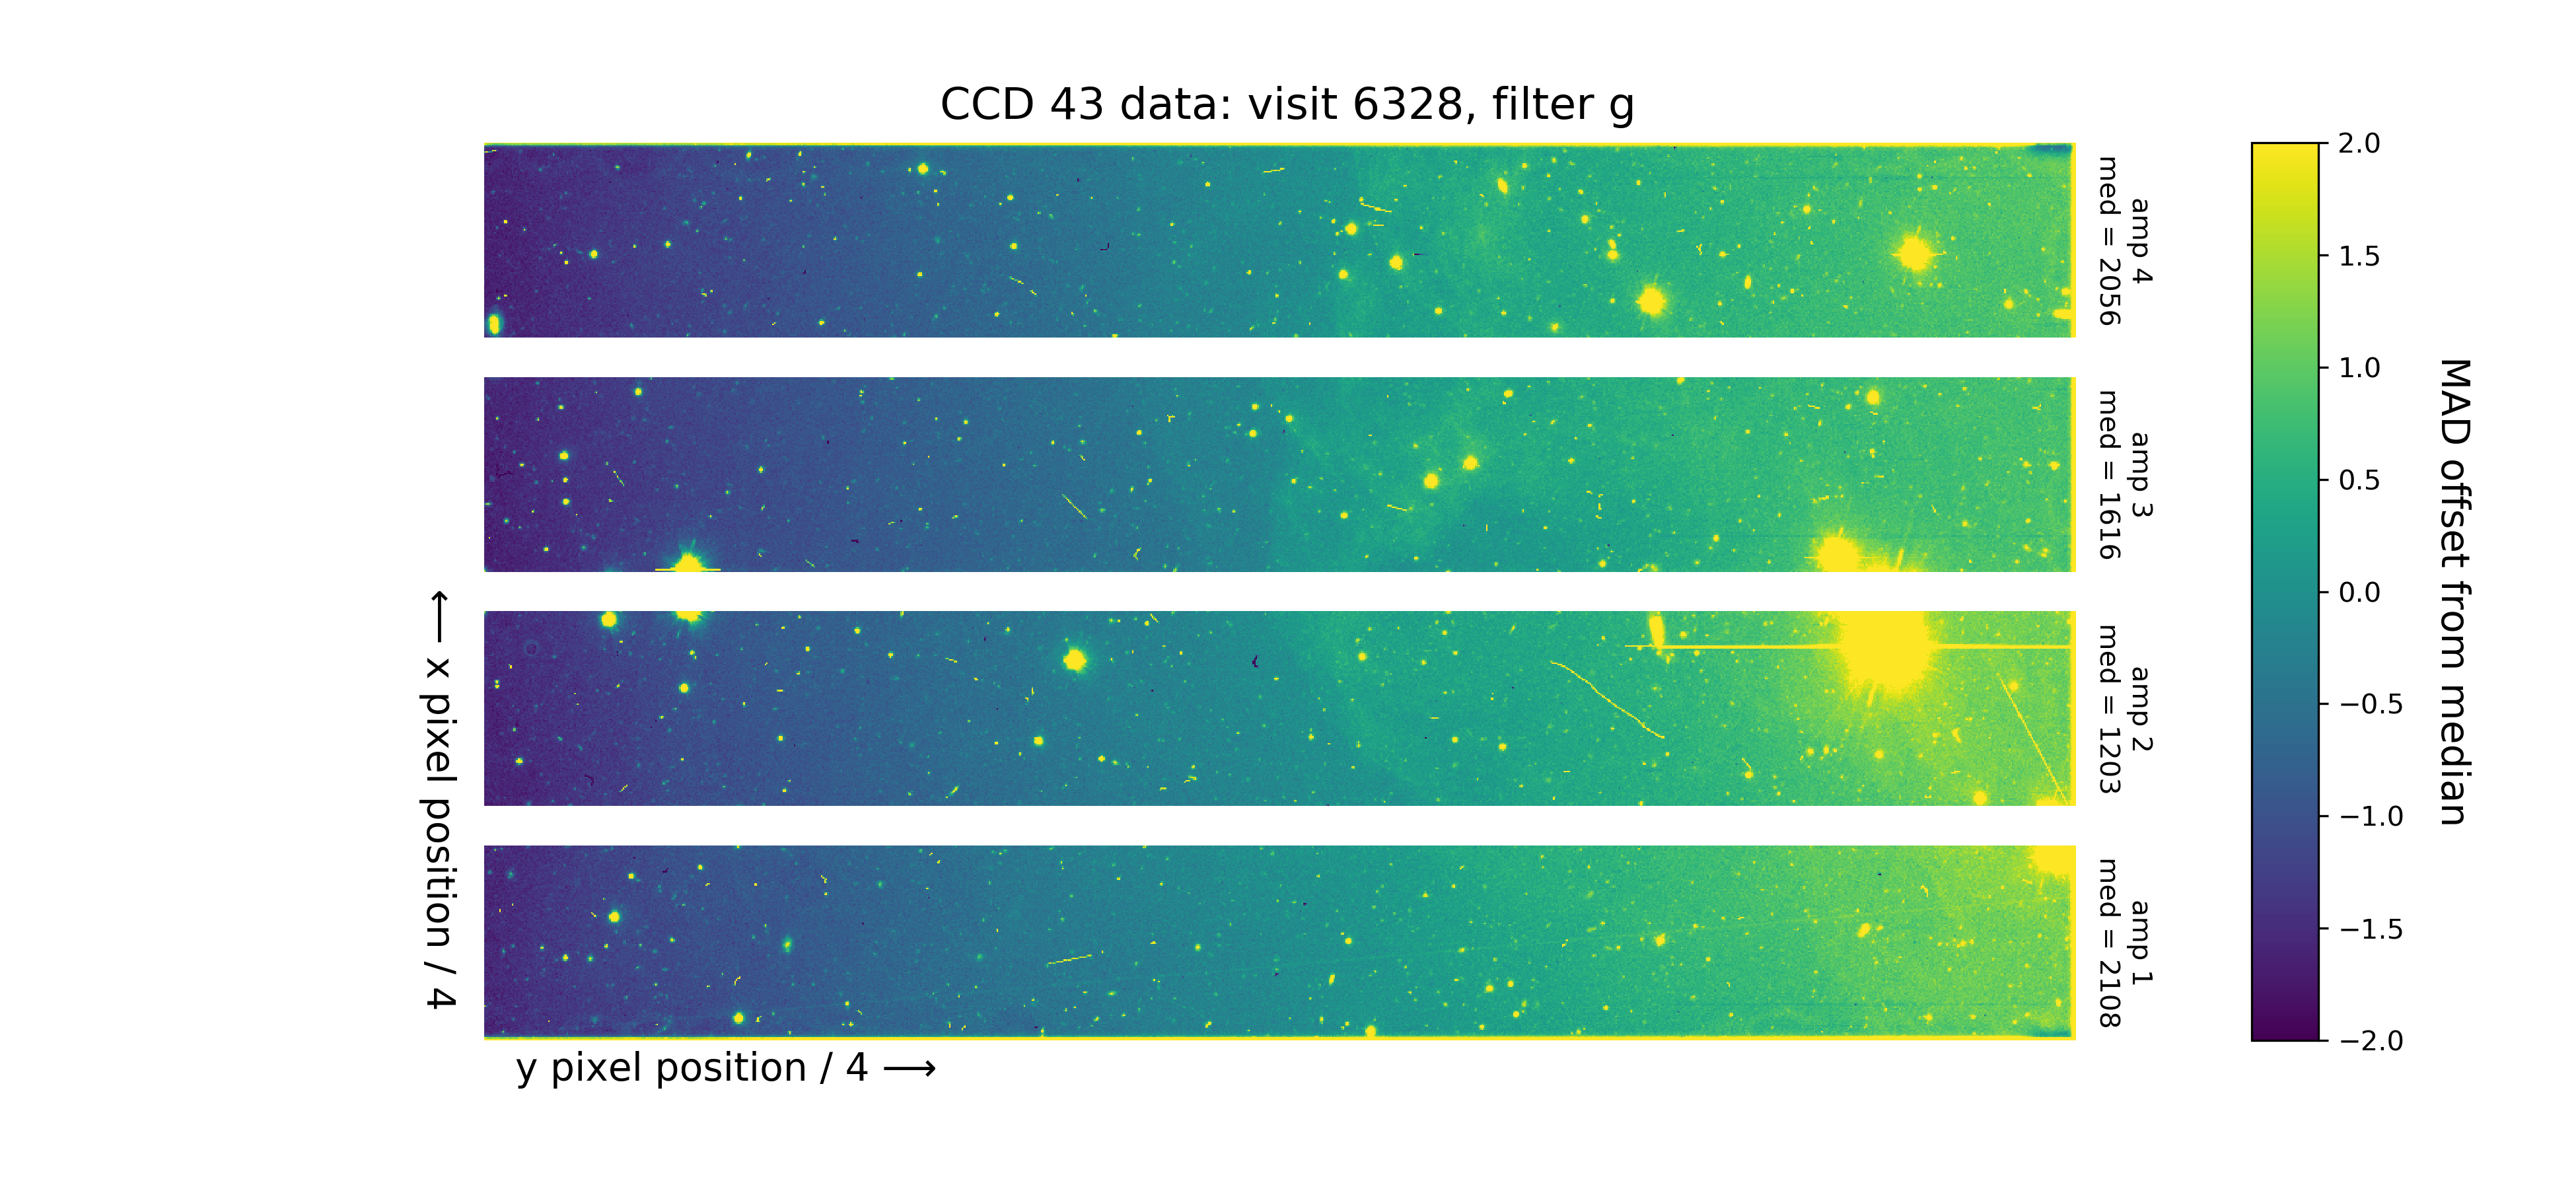 CCD 43 data: visit 6328, filter g
amp 4
med = 2056
amp 3
med = 1616
amp 2
med = 1203
amp 1
med = 2108
⟵ x pixel position / 4
y pixel position / 4 ⟶
2.0
1.5
1.0
0.5
0.0
−0.5
−1.0
−1.5
−2.0
MAD offset from median